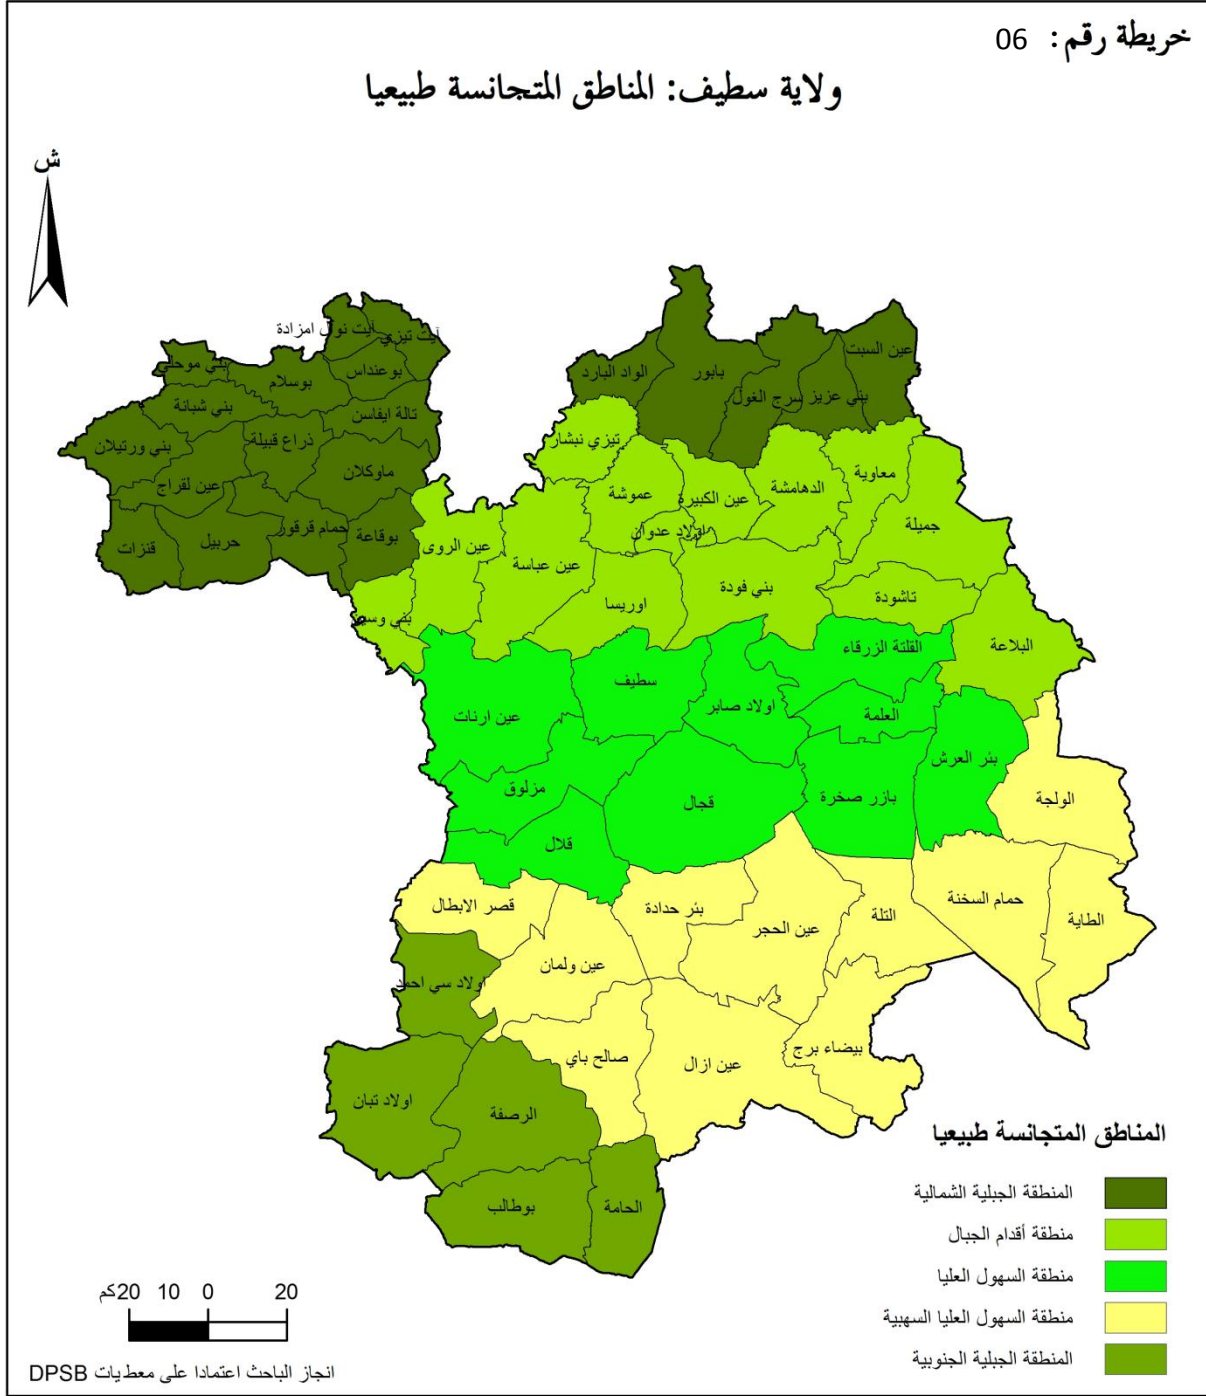 خريطة رقم: 06
ولاية سطيف: المناطق المتجانسة طبيعيا
ش
آيت نوال امزادة
آيت تيزي
بني موحلي
بوسلام
بوعنداس
بني شبانة
تالة ايفاسن
بني ورتيلان
ذراع قبيلة
ماوكلان
عين لقراج
قنزات
حربيل
حمام قرقور
بوقاعة
عين السبت
الواد البارد
بابور
سرج الغول
بني عزيز
تيزي نبشار
عموشة
عين الكبيرة
الدهامشة
معاوية
جميلة
اولاد عدوان
عين الروى
عين عباسة
اوريسا
بني فودة
تاشودة
البلاعة
بني وسين
القلتة الزرقاء
سطيف
اولاد صابر
العلمة
عين ارنات
بئر العرش
مزلوق
قجال
بازر صخرة
الولجة
قلال
قصر الابطال
بئر حدادة
عين الحجر
التلة
حمام السخنة
الطاية
عين ولمان
اولاد سي احمد
صالح باي
عين ازال
بيضاء برج
اولاد تبان
الرصفة
بوطالب
الحامة
المناطق المتجانسة طبيعيا
المنطقة الجبلية الشمالية
منطقة أقدام الجبال
منطقة السهول العليا
منطقة السهول العليا السهبية
المنطقة الجبلية الجنوبية
20 0 10 20كم
انجاز الباحث اعتمادا على معطيات DPSB